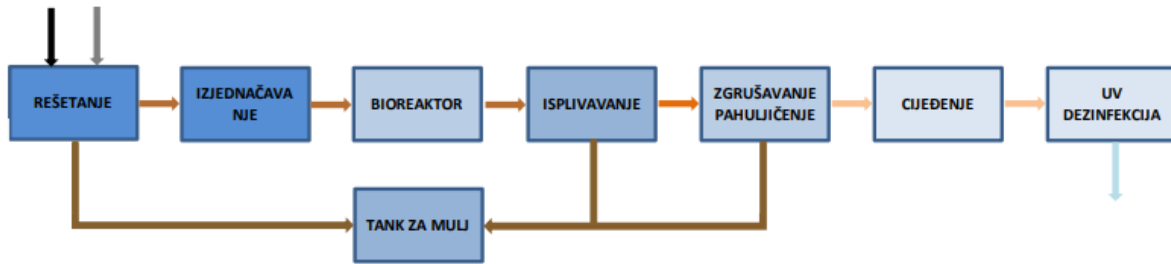 REŠETANJE
IZJEDNAČAVA
NJE
BIOREAKTOR
ISPLIVAVANJE
ZGRUŠAVANJE
PAHULJIČENJE
CIJEĐENJE
UV
DEZINFEKCIJA
TANK ZA MULJ